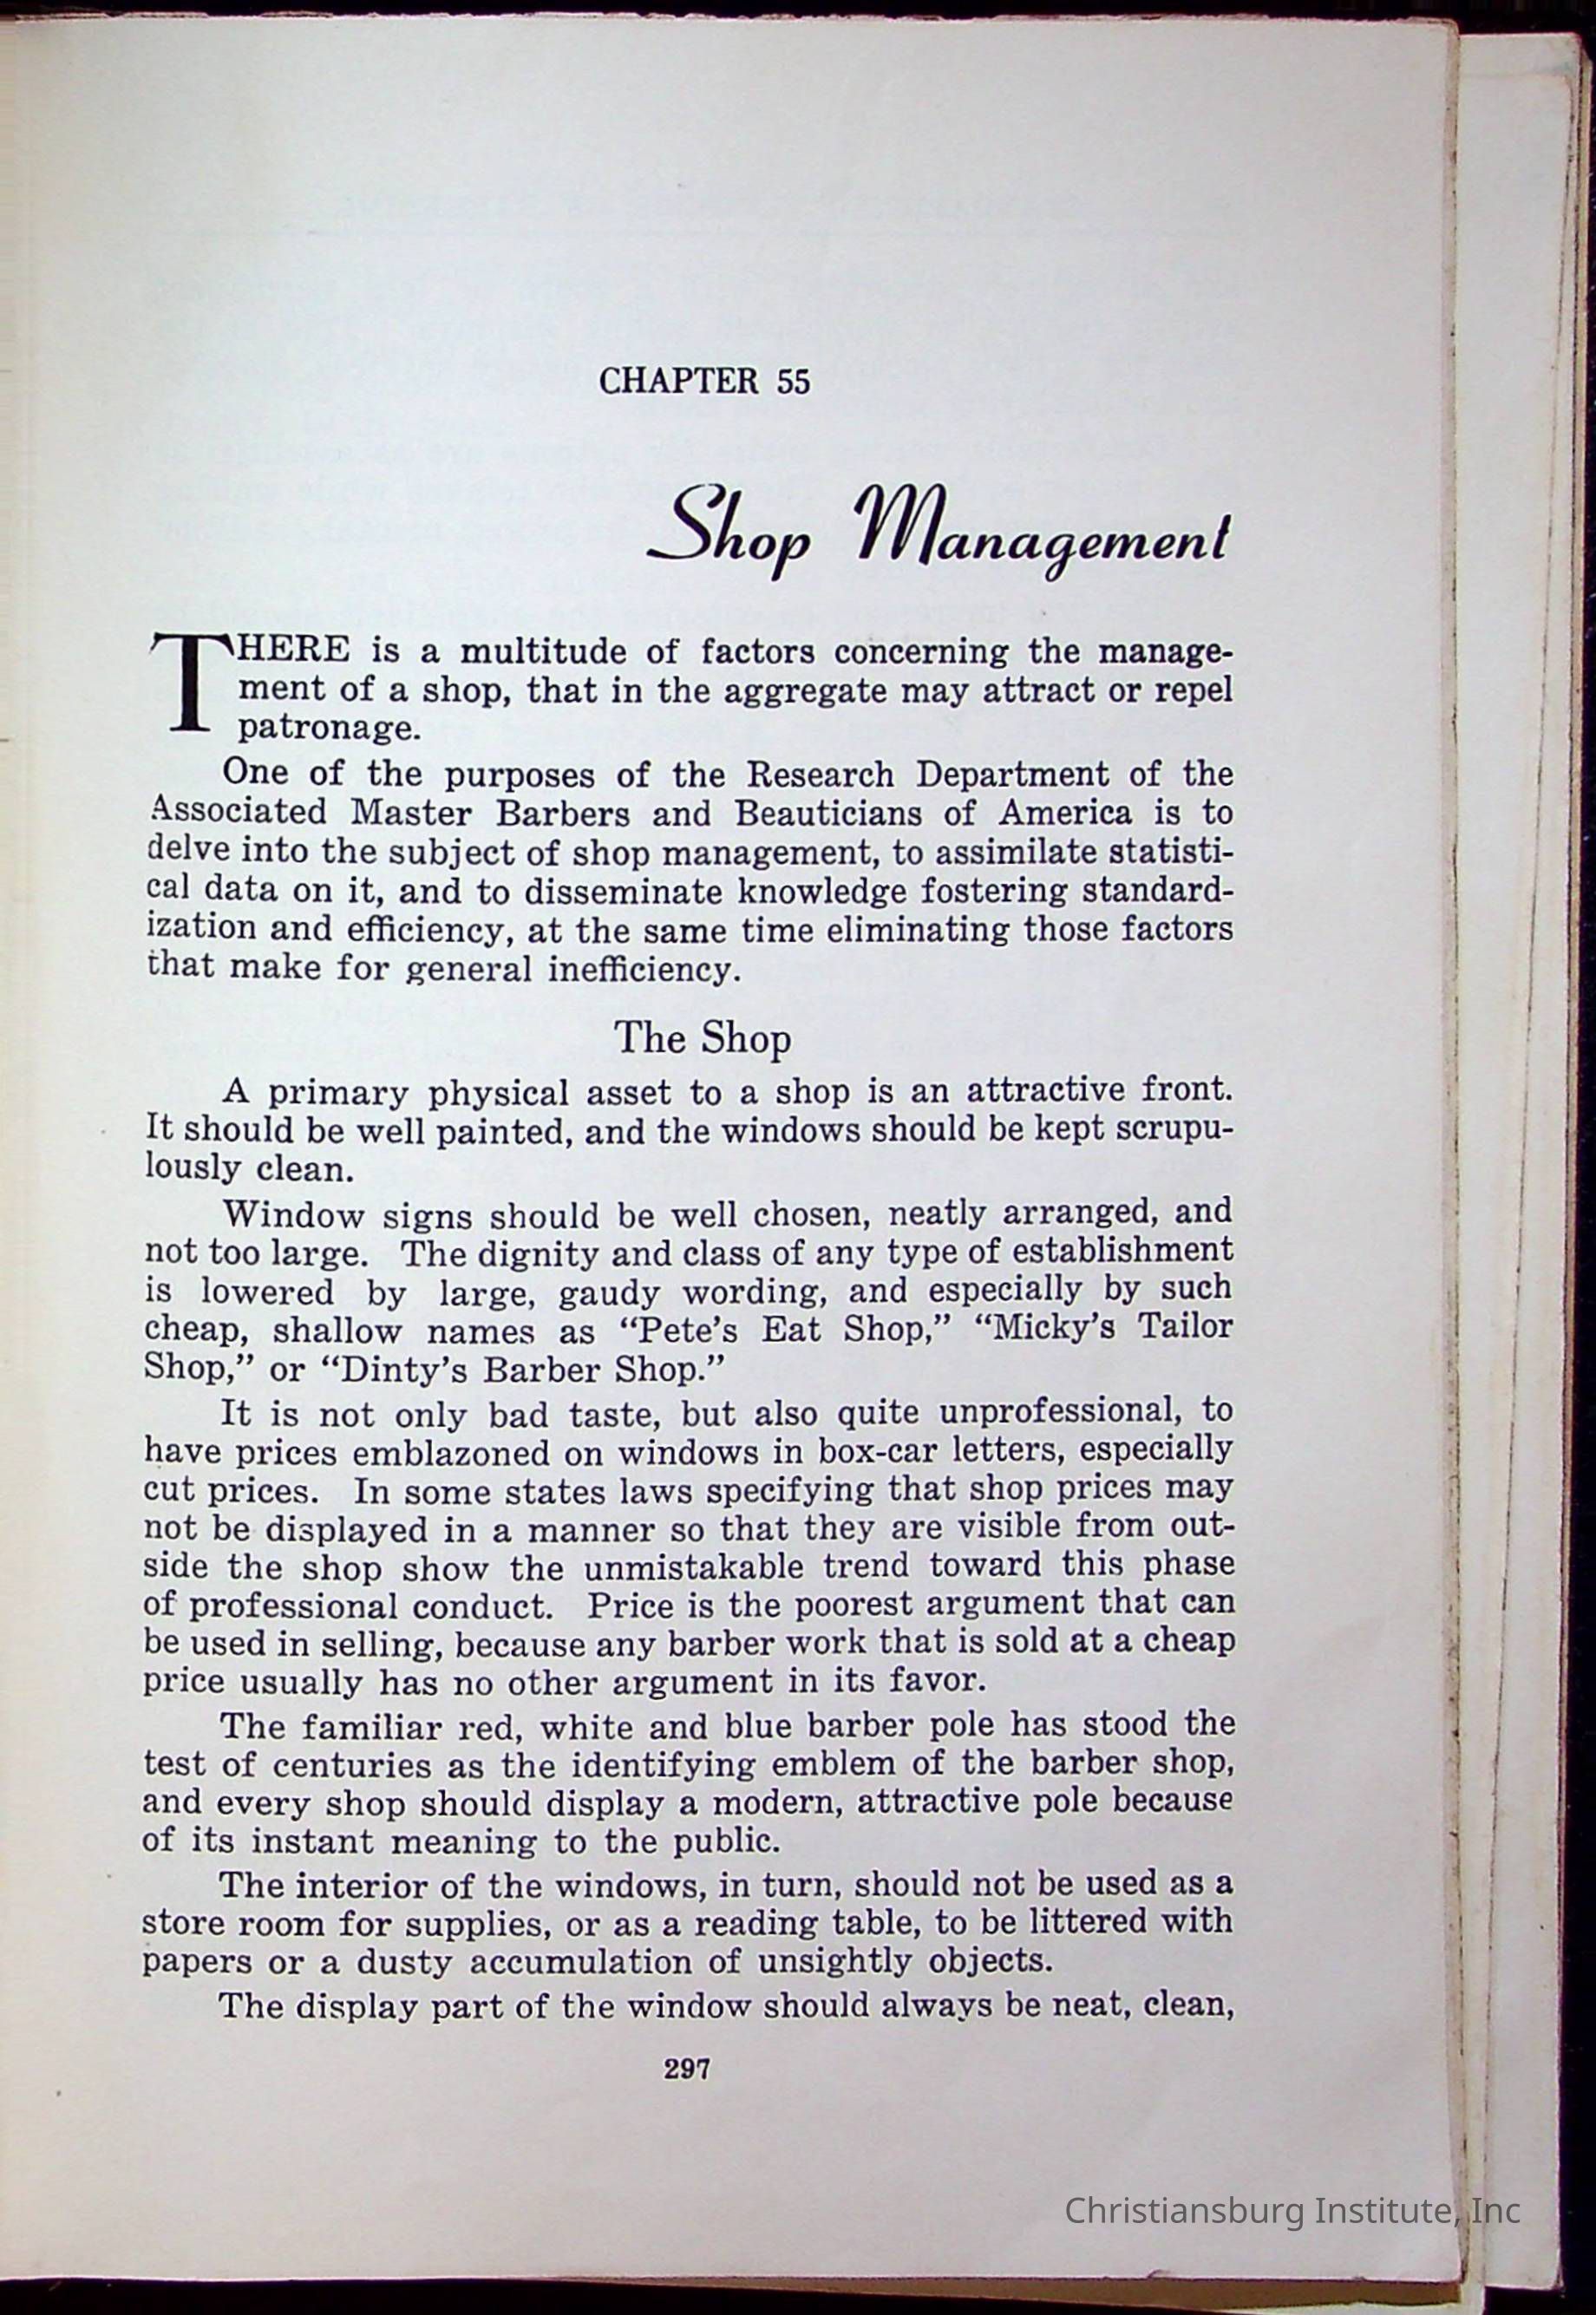 CHAPTER 55
Shop Management
THERE is a multitude of factors concerning the manage-
ment of a shop, that in the aggregate may attract or repel
patronage.
One of the purposes of the Research Department of the
Associated Master Barbers and Beauticians of America is to
delve into the subject of shop management, to assimilate statisti-
cal data on it, and to disseminate knowledge fostering standard-
ization and efficiency, at the same time eliminating those factors
that make for general inefficiency.
The Shop
A primary physical asset to a shop is an attractive front.
It should be well painted, and the windows should be kept scrupu-
lously clean.
Window signs should be well chosen, neatly arranged, and
not too large. The dignity and class of any type of establishment
is lowered by large, gaudy wording, and especially by such
cheap, shallow names as “Pete’s Eat Shop,” “Micky’s Tailor
Shop,” or “Dinty’s Barber Shop.”
It is not only bad taste, but also quite unprofessional, to
have prices emblazoned on windows in box-car letters, especially
cut prices. In some states laws specifying that shop prices may
not be displayed in a manner so that they are visible from out-
side the shop show the unmistakable trend toward this phase
of professional conduct. Price is the poorest argument that can
be used in selling, because any barber work that is sold at a cheap
price usually has no other argument in its favor.
The familiar red, white and blue barber pole has stood the
test of centuries as the identifying emblem of the barber shop,
and every shop should display a modern, attractive pole because
of its instant meaning to the public.
The interior of the windows, in turn, should not be used as a
store room for supplies, or as a reading table, to be littered with
papers or a dusty accumulation of unsightly objects.
The display part of the window should always be neat, clean,
297
Christiansburg Institute, Inc